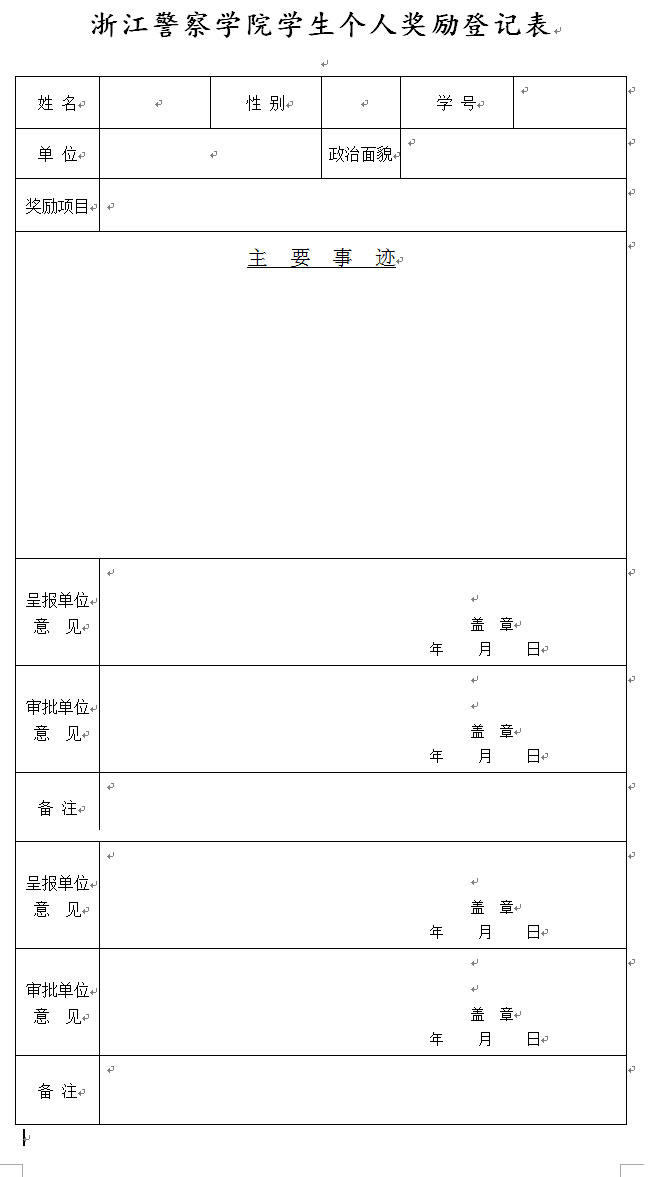 浙江警察学院学生个人奖励登记表
姓 名 性 别 学 号
单 位 政治面貌
奖励项目
主 要 事 迹
呈报单位
意 见
盖 章
年 月 日
审批单位
意 见
盖 章
年 月 日
备 注
呈报单位
意 见
盖 章
年 月 日
审批单位
意 见
盖 章
年 月 日
备 注